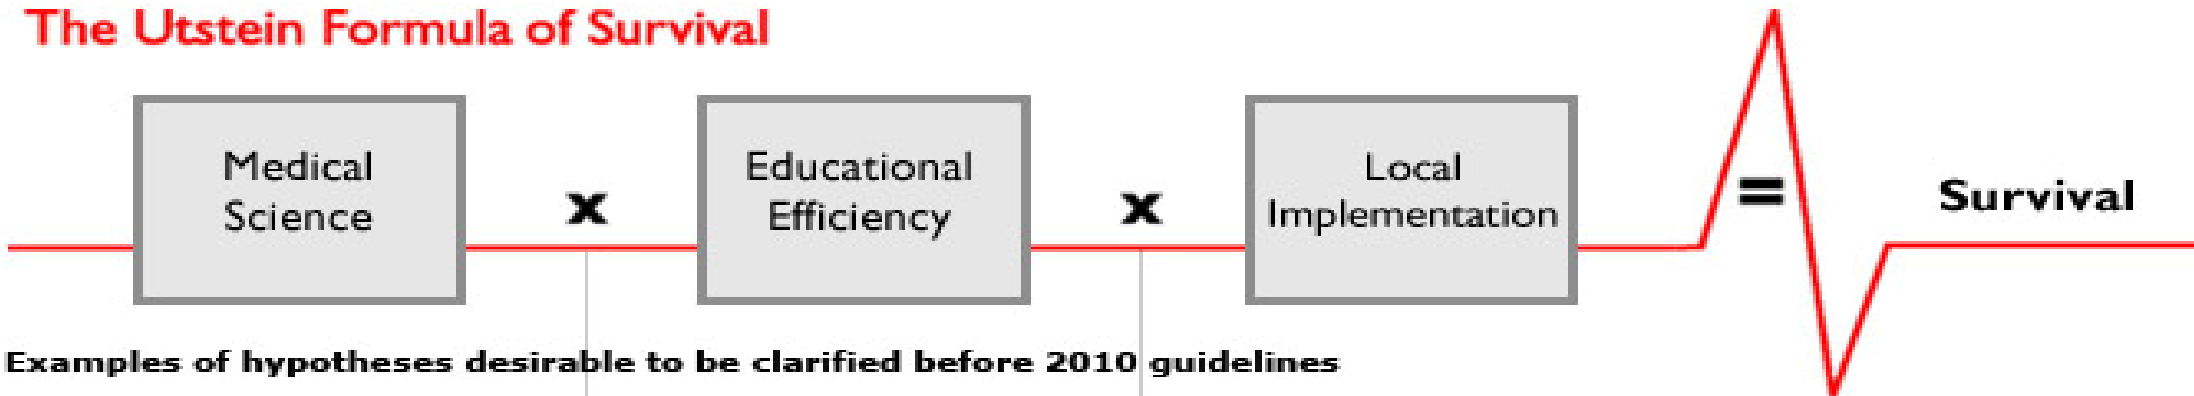 The Utstein Formula of Survival
Medical
Science
x
Educational
Efficiency
x
Local
Implementation
=
Survival
Examples of hypotheses desirable to be clarified before 2010 guidelines